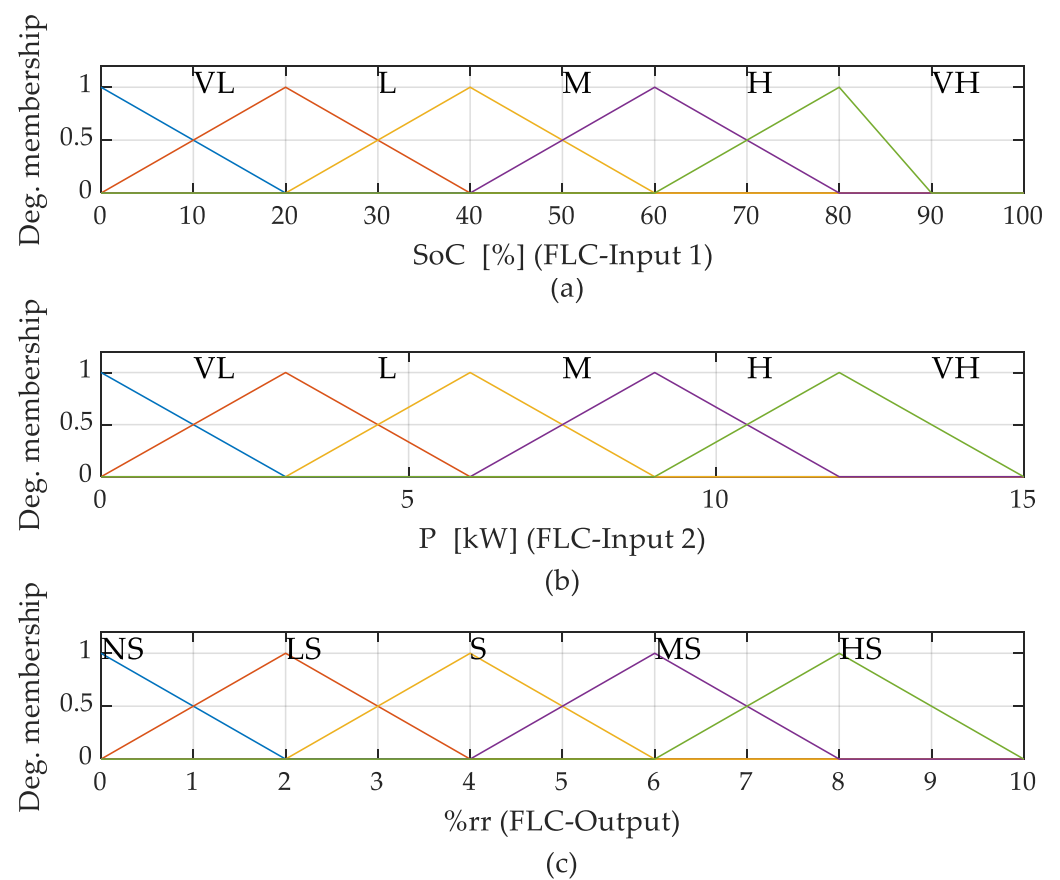 Deg. membership
1
0.5
0
VL L M H VH
0 10 20 30 40 50 60 70 80 90 100
SoC [%] (FLC-Input 1)
(a)
Deg. membership
1
0.5
0
VL L M H VH
0 5 10 15
P [kW] (FLC-Input 2)
(b)
Deg. membership
1
0.5
0
NS LS S MS HS
0 1 2 3 4 5 6 7 8 9 10
%rr (FLC-Output)
(c)